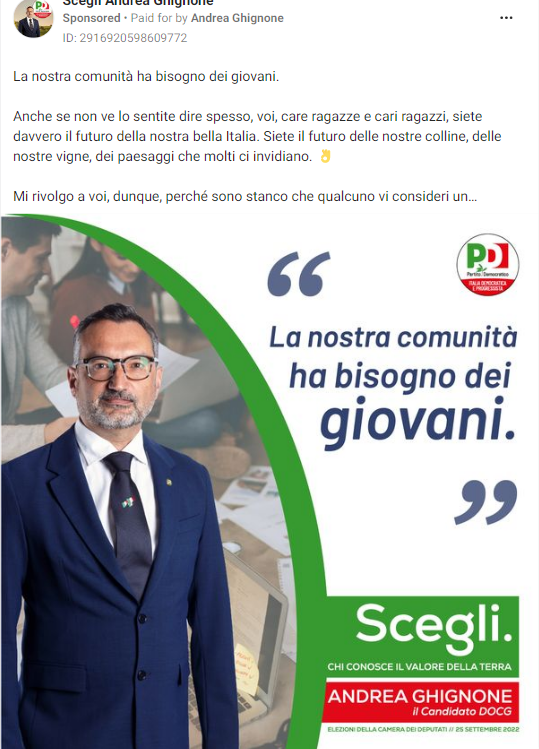 Scegli Andrea Ghignone
Sponsored • Paid for by Andrea Ghignone
ID: 2916920598609772
La nostra comunità ha bisogno dei giovani.
Anche se non ve lo sentite dire spesso, voi, care ragazze e cari ragazzi, siete
davvero il futuro della nostra bella Italia. Siete il futuro delle nostre colline, delle
nostre vigne, dei paesaggi che molti ci invidiano. 👌
Mi rivolgo a voi, dunque, perché sono stanco che qualcuno vi consideri un...
PD
Partito Democratico
ITALIA DEMOCRATICA
E PROGRESSISTA
“
La nostra comunità
ha bisogno dei
giovani.
”
Scegli.
CHI CONOSCE IL VALORE DELLA TERRA
ANDREA GHIGNONE
il Candidato DOCG
ELEZIONI DELLA CAMERA DEI DEPUTATI // 25 SETTEMBRE 2022